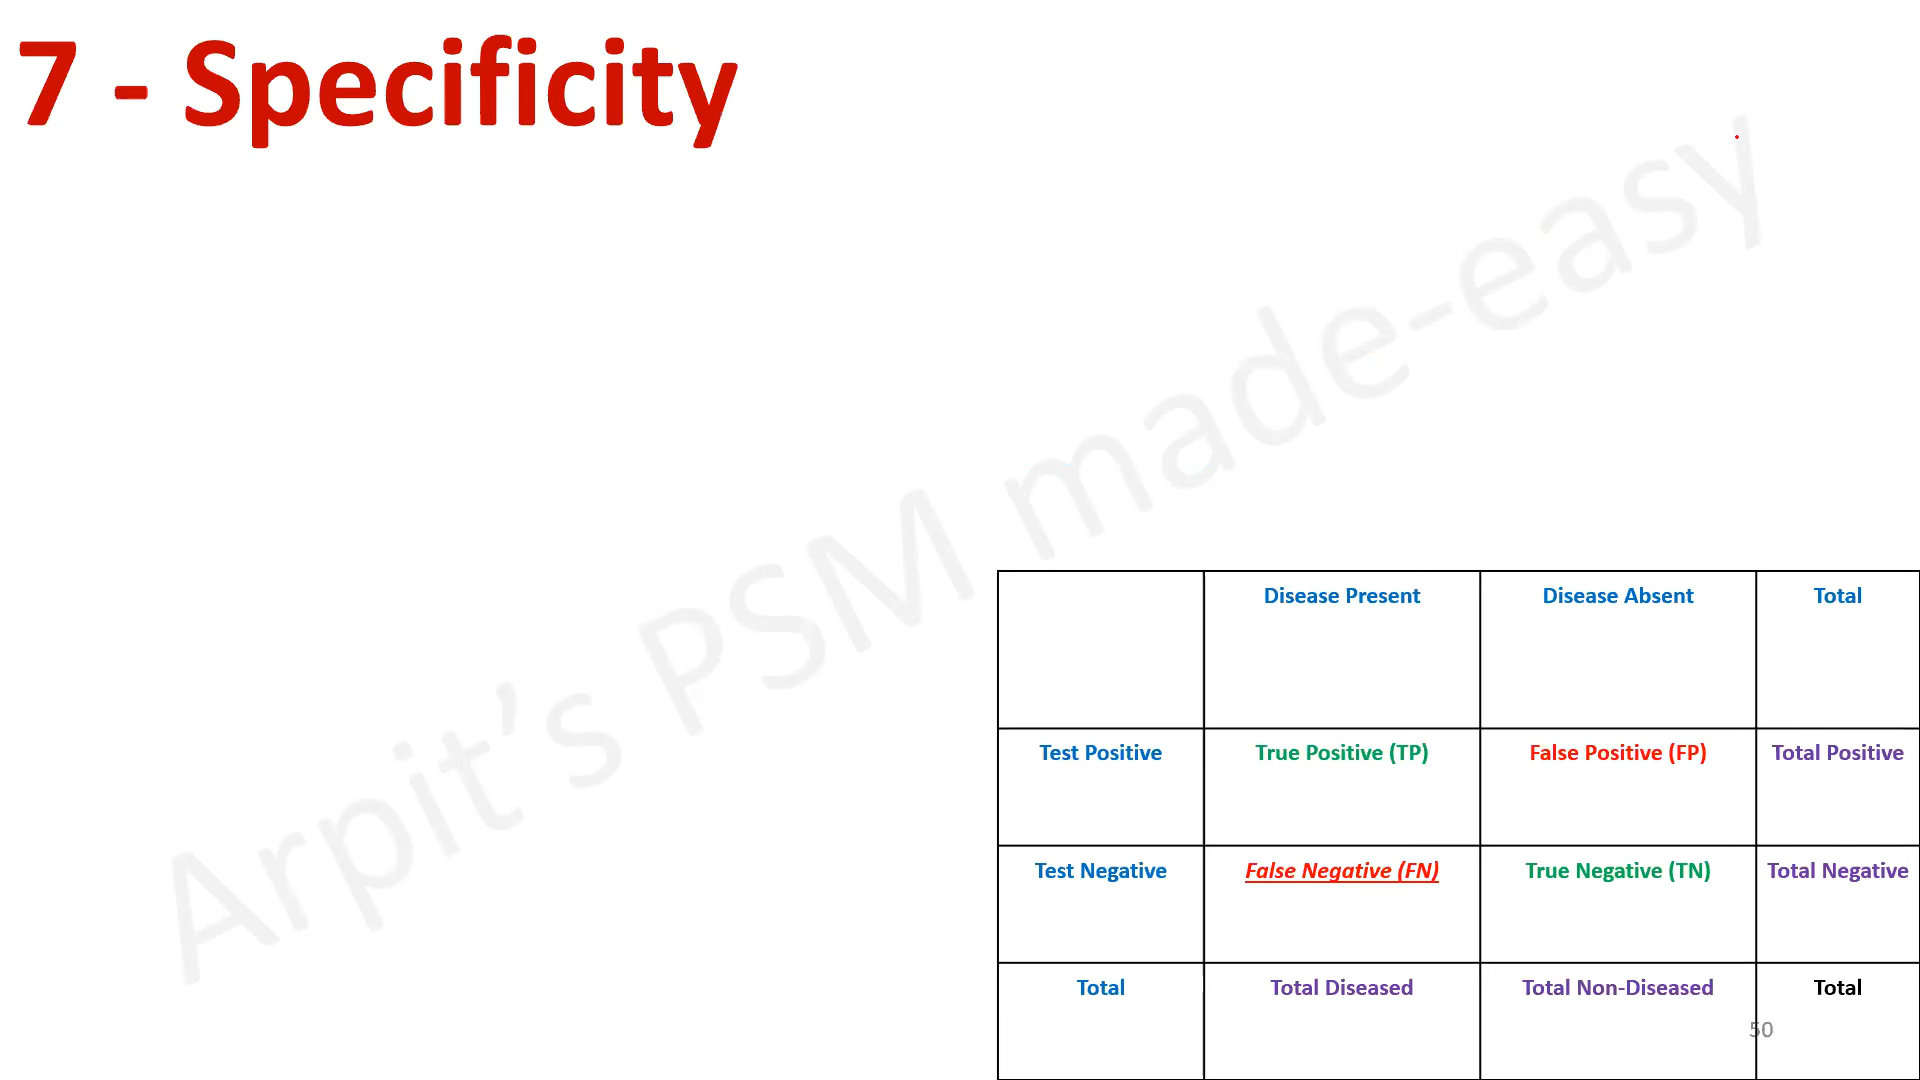 7 - Specificity
Arpit's PSM made-easy
Disease Present Disease Absent Total
Test Positive True Positive (TP) False Positive (FP) Total Positive
Test Negative False Negative (FN) True Negative (TN) Total Negative
Total Total Diseased Total Non-Diseased Total
50